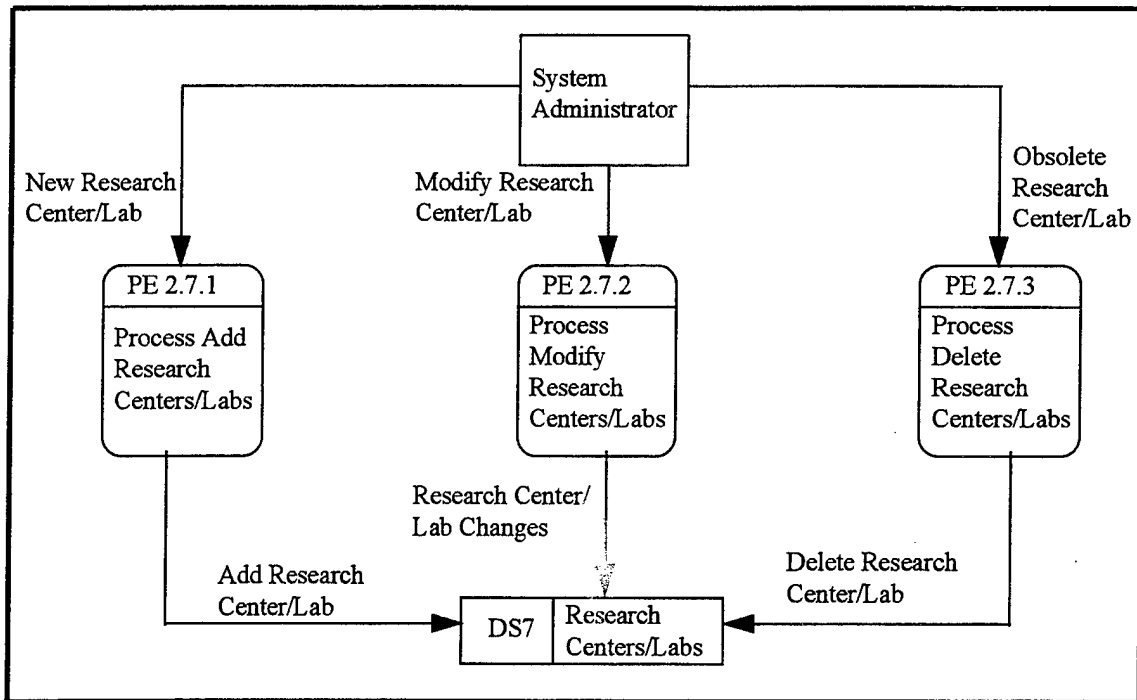 System
Administrator
New Research
Center/Lab
Modify Research
Center/Lab
Obsolete
Research
Center/Lab
PE 2.7.1
Process Add
Research
Centers/Labs
PE 2.7.2
Process
Modify
Research
Centers/Labs
PE 2.7.3
Process
Delete
Research
Centers/Labs
Research Center/
Lab Changes
Add Research
Center/Lab
Delete Research
Center/Lab
DS7
Research
Centers/Labs